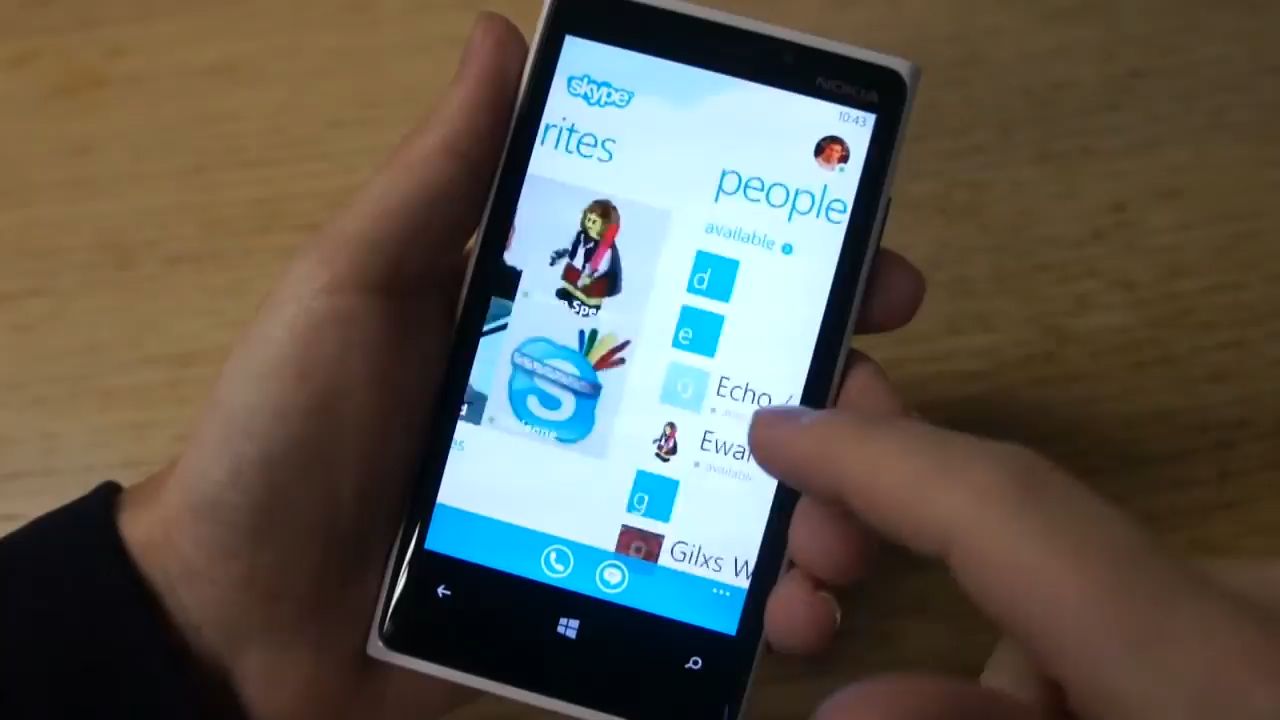 NOKIA
10:43
skype
rites
people
available
d
e
Echo
Ewa
available
g
Gilxs W